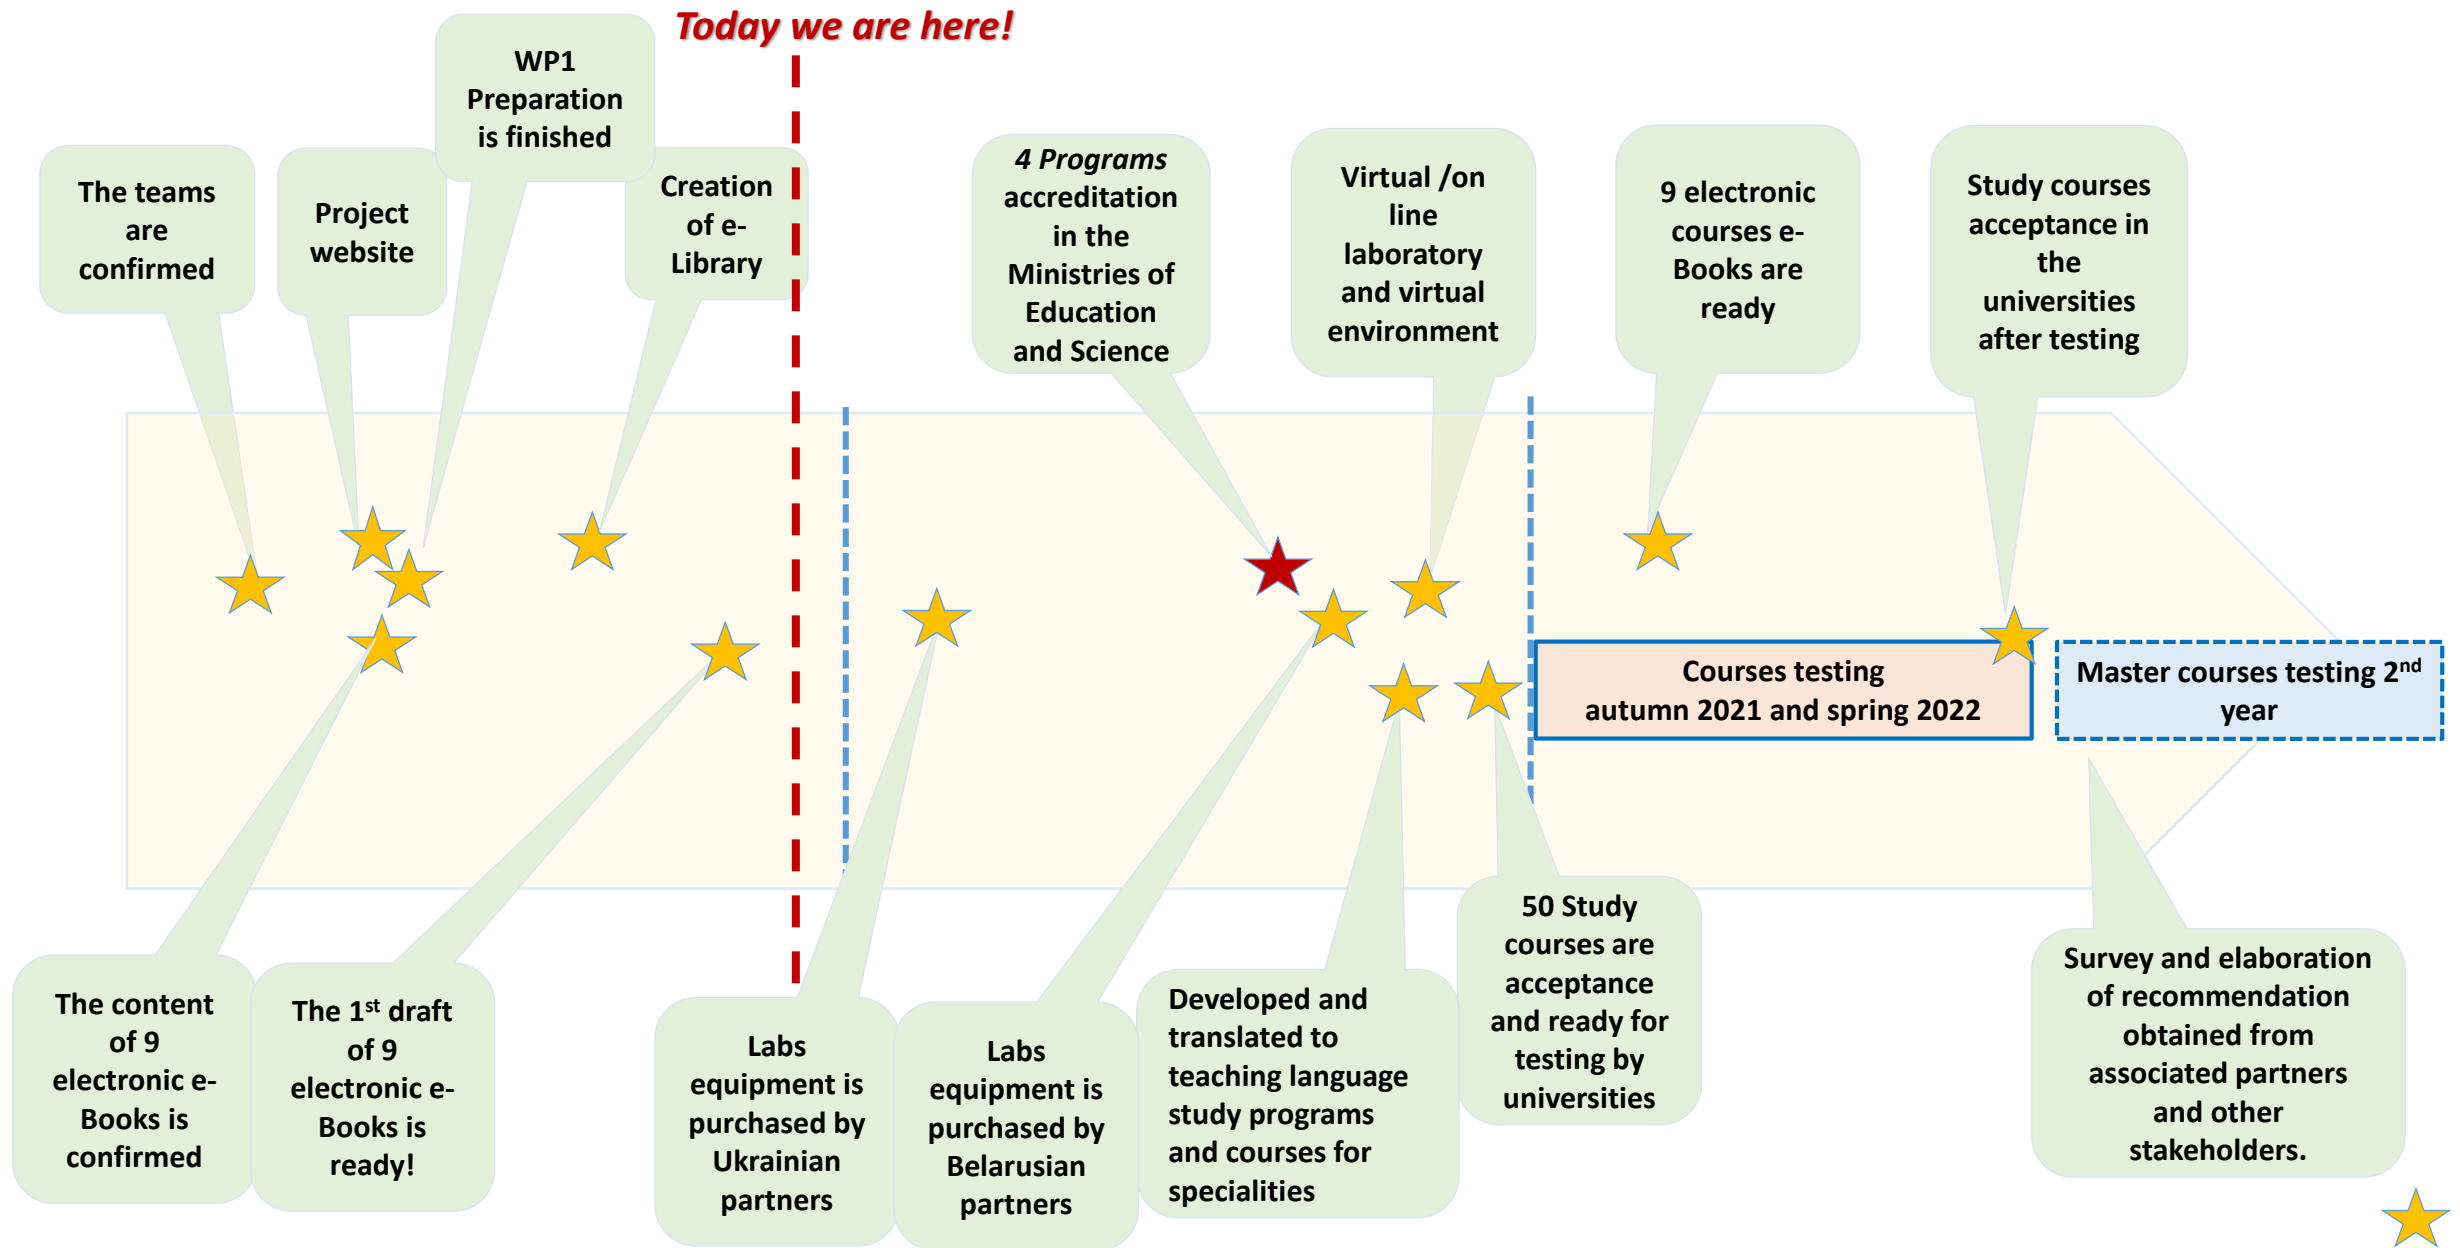 Today we are here!
WP1
Preparation
is finished
The teams
are
confirmed
Project
website
Creation
of e-
Library
4 Programs
accreditation
in the
Ministries of
Education
and Science
Virtual /on
line
laboratory
and virtual
environment
9 electronic
courses e-
Books are
ready
Study courses
acceptance in
the
universities
after testing
Courses testing
autumn 2021 and spring 2022
Master courses testing 2nd
year
The content
of 9
electronic e-
Books is
confirmed
The 1st draft
of 9
electronic e-
Books is
ready!
Labs
equipment is
purchased by
Ukrainian
partners
Labs
equipment is
purchased by
Belarusian
partners
Developed and
translated to
teaching language
study programs
and courses for
specialities
50 Study
courses are
acceptance
and ready for
testing by
universities
Survey and elaboration
of recommendation
obtained from
associated partners
and other
stakeholders.